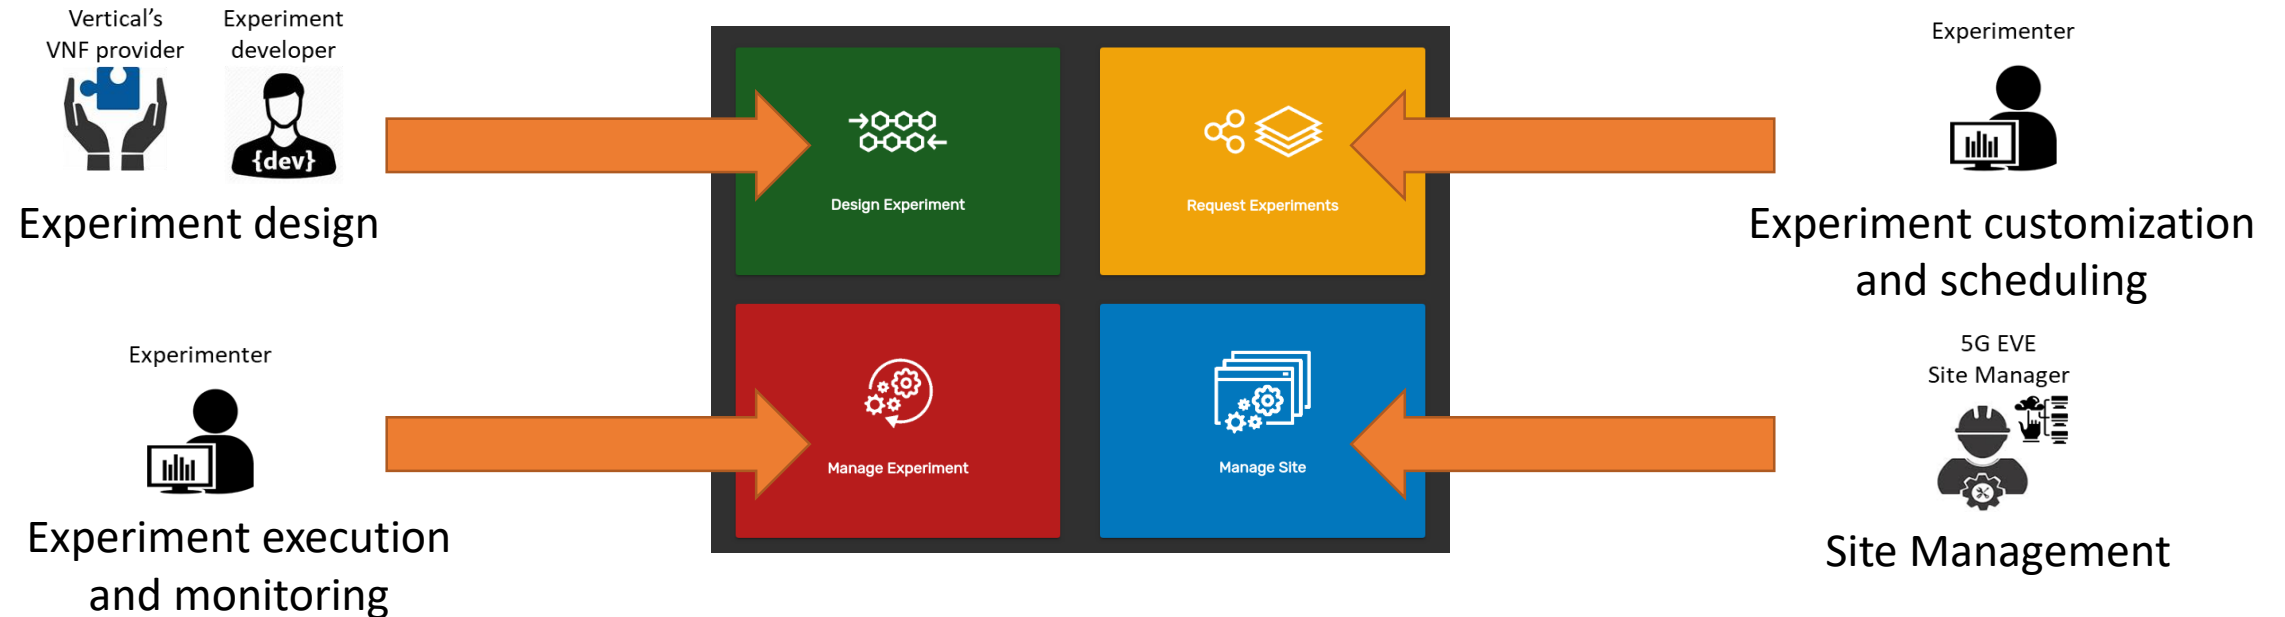 Vertical's
VNF provider
Experiment
developer
{dev}
Experiment design
Design Experiment
Request Experiments
Experimenter
Experiment customization
and scheduling
Experimenter
Experiment execution
and monitoring
Manage Experiment
Manage Site
5G EVE
Site Manager
Site Management